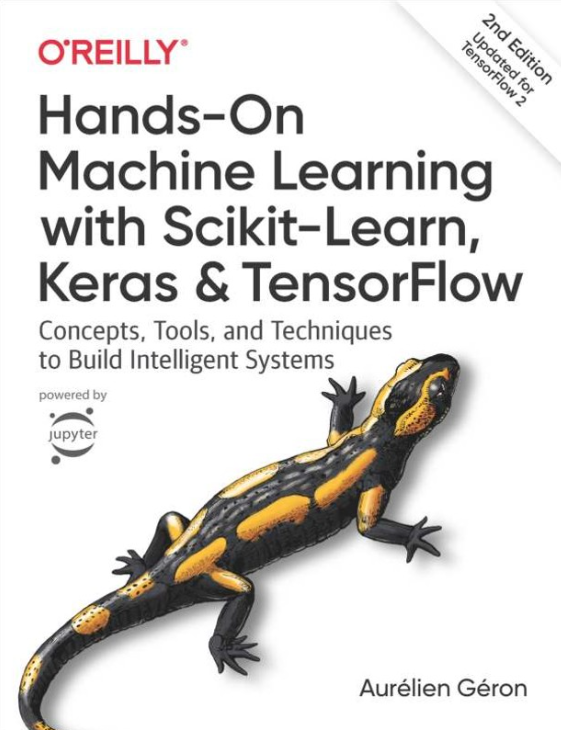 O'REILLY®
2nd Edition
Updated for
TensorFlow 2
Hands-On
Machine Learning
with Scikit-Learn,
Keras & TensorFlow
Concepts, Tools, and Techniques
to Build Intelligent Systems
powered by
jupyter
Aurélien Géron